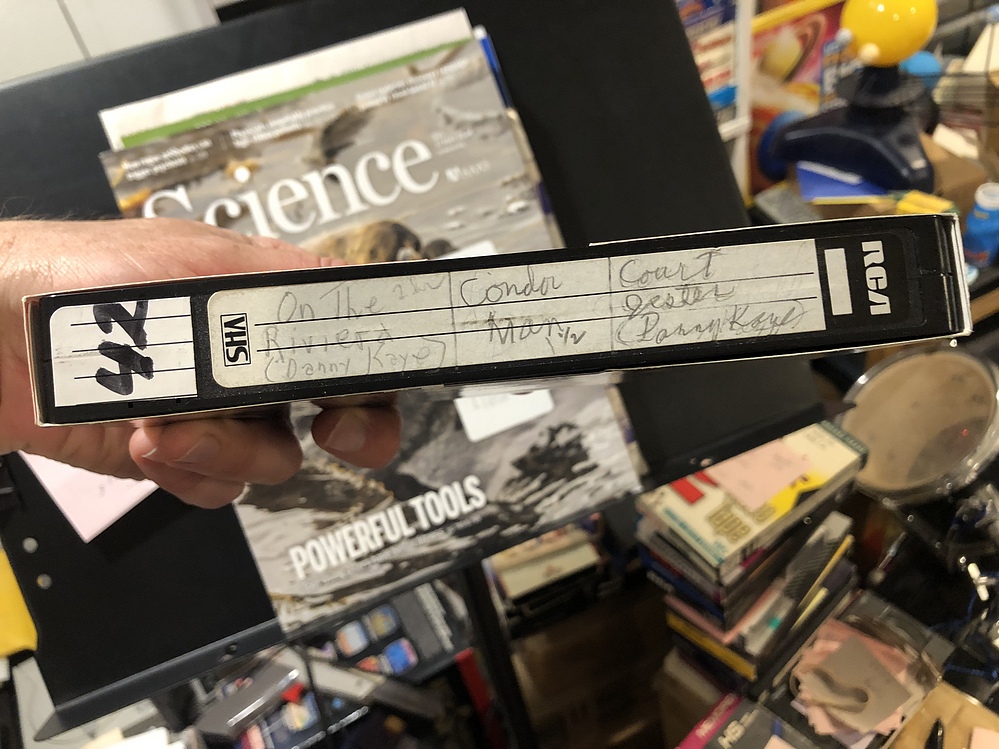 Science
42
VHS
On The
Riviera
(Danny Kaye)
Condor
Man 1/2
Court
Jester
(Danny Kaye)
RCA
POWERFUL TOOLS